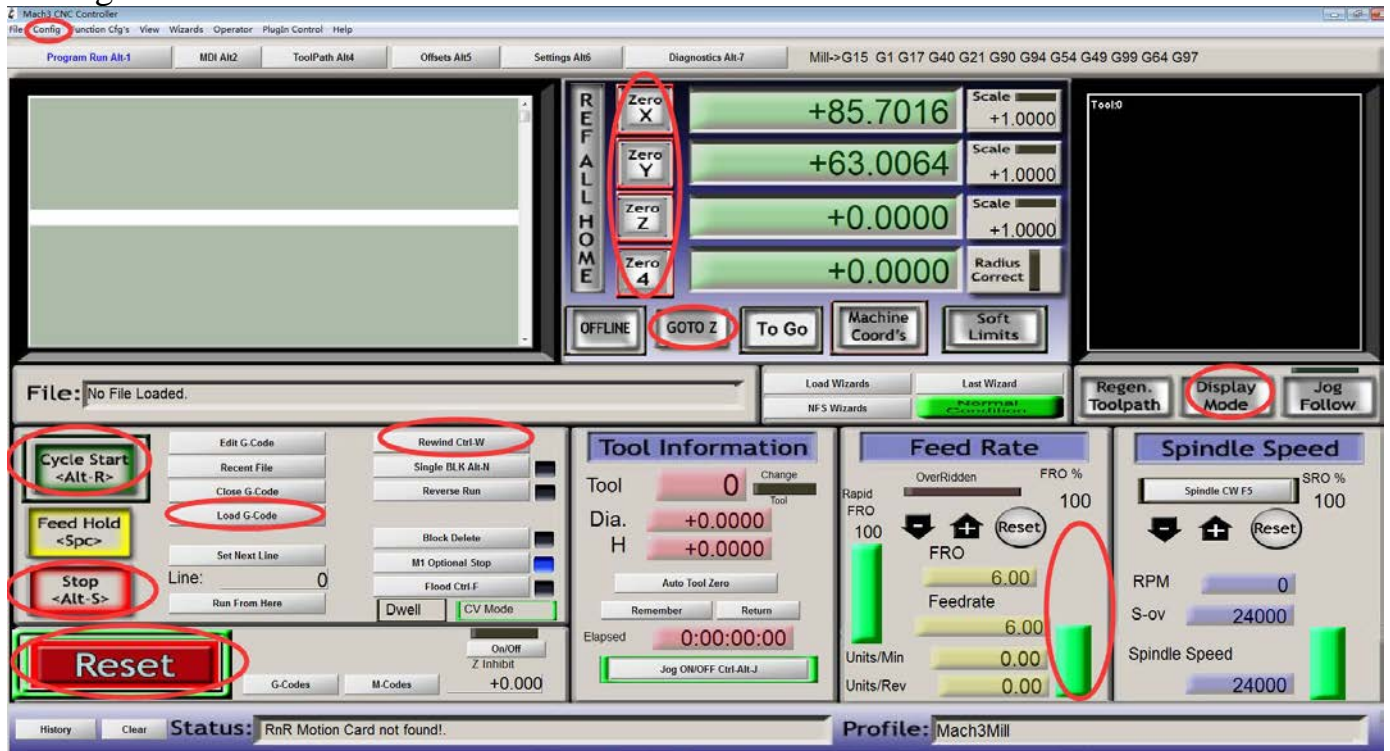 Mach3 CNC Controller
File Config Function Cfg's View Wizards Operator PlugIn Control Help
Program Run Alt-1 MDI Alt2 ToolPath Alt4 Offsets Alt5 Settings Alt6 Diagnostics Alt-7 Mill->G15 G1 G17 G40 G21 G90 G94 G54 G49 G99 G64 G97
REF ALL HOME
Zero X +85.7016 Scale +1.0000
Zero Y +63.0064 Scale +1.0000
Zero Z +0.0000 Scale +1.0000
Zero 4 +0.0000 Radius Correct
OFFLINE GOTO Z To Go Machine Coord's Soft Limits
Tool:0
File: No File Loaded.
Load Wizards Last Wizard
NFS Wizards Normal Condition
Regen. Toolpath Display Mode Jog Follow
Cycle Start <Alt-R>
Feed Hold <Spc>
Stop <Alt-S>
Edit G-Code
Recent File
Close G-Code
Load G-Code
Set Next Line
Line: 0
Run From Here
Rewind Ctrl-W
Single BLK Alt-N
Reverse Run
Block Delete
M1 Optional Stop
Flood Ctrl-F
Dwell CV Mode
Reset
G-Codes M-Codes
On/Off
Z Inhibit
+0.000
Tool Information
Tool 0 Change Tool
Dia. +0.0000
H +0.0000
Auto Tool Zero
Remember Return
Elapsed 0:00:00:00
Jog ON/OFF Ctrl-Alt-J
Feed Rate
OverRidden FRO %
100
Rapid FRO
100
Reset
FRO
6.00
Feedrate
6.00
Units/Min 0.00
Units/Rev 0.00
Spindle Speed
Spindle CW F5
SRO %
100
Reset
RPM 0
S-ov 24000
Spindle Speed
24000
History Clear Status: RnR Motion Card not found!. Profile: Mach3Mill